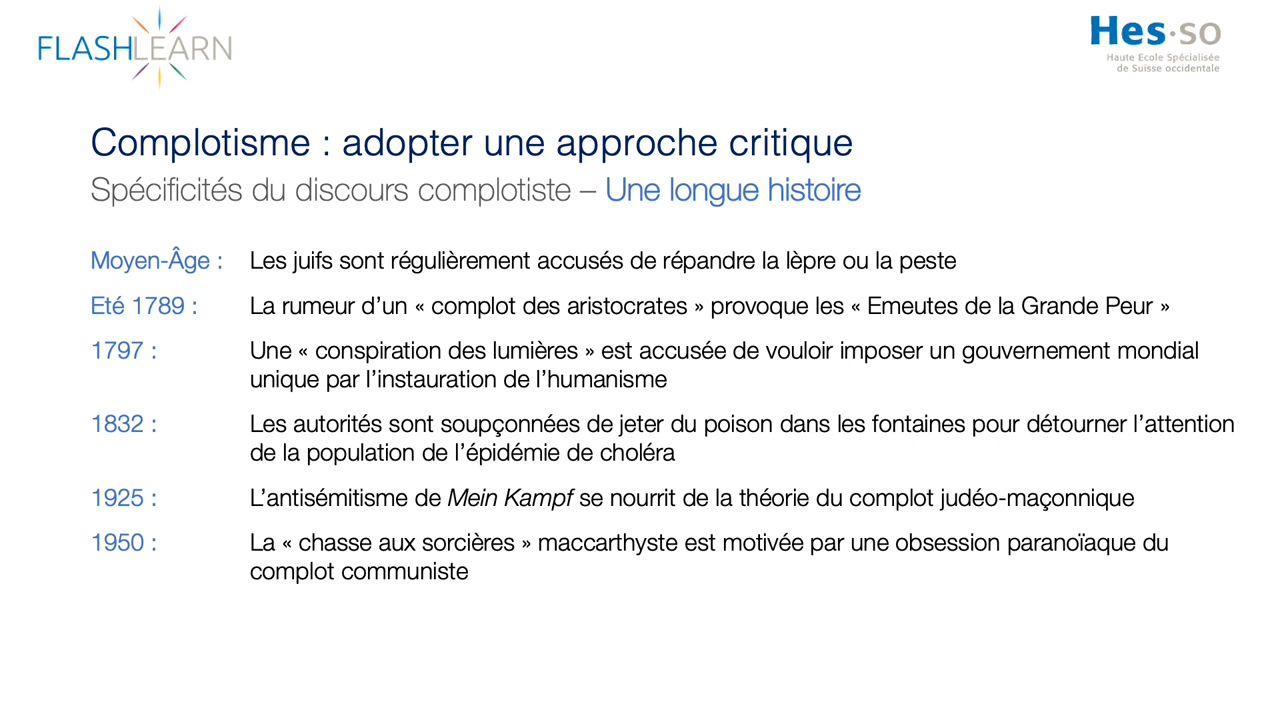 FLASHLEARN
Hes·so
Haute Ecole Spécialisée
de Suisse occidentale
Complotisme : adopter une approche critique
Spécificités du discours complotiste – Une longue histoire
Moyen-Âge : Les juifs sont régulièrement accusés de répandre la lèpre ou la peste
Eté 1789 : La rumeur d’un « complot des aristocrates » provoque les « Emeutes de la Grande Peur »
1797 : Une « conspiration des lumières » est accusée de vouloir imposer un gouvernement mondial
unique par l’instauration de l’humanisme
1832 : Les autorités sont soupçonnées de jeter du poison dans les fontaines pour détourner l’attention
de la population de l’épidémie de choléra
1925 : L’antisémitisme de Mein Kampf se nourrit de la théorie du complot judéo-maçonnique
1950 : La « chasse aux sorcières » maccarthyste est motivée par une obsession paranoïaque du
complot communiste